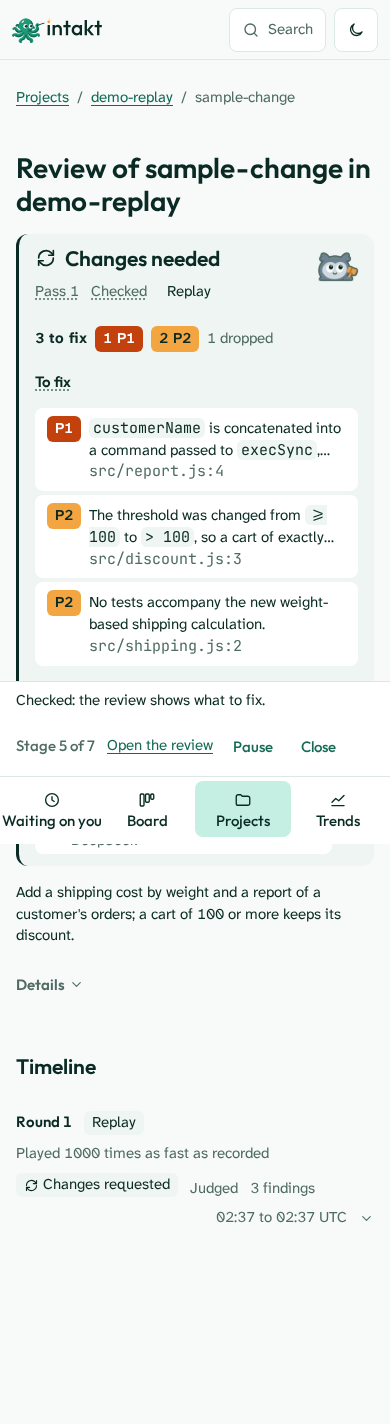 intakt
Search
Projects / demo-replay / sample-change
Review of sample-change in
demo-replay
Changes needed
Pass 1 Checked Replay
3 to fix 1 P1 2 P2 1 dropped
To fix
P1 customerName is concatenated into
a command passed to execSync,…
src/report.js:4
P2 The threshold was changed from >=
100 to > 100, so a cart of exactly…
src/discount.js:3
P2 No tests accompany the new weight-
based shipping calculation.
src/shipping.js:2
Checked: the review shows what to fix.
Stage 5 of 7 Open the review Pause Close
Waiting on you Board Projects Trends
Add a shipping cost by weight and a report of a
customer's orders; a cart of 100 or more keeps its
discount.
Details
Timeline
Round 1 Replay
Played 1000 times as fast as recorded
Changes requested Judged 3 findings
02:37 to 02:37 UTC